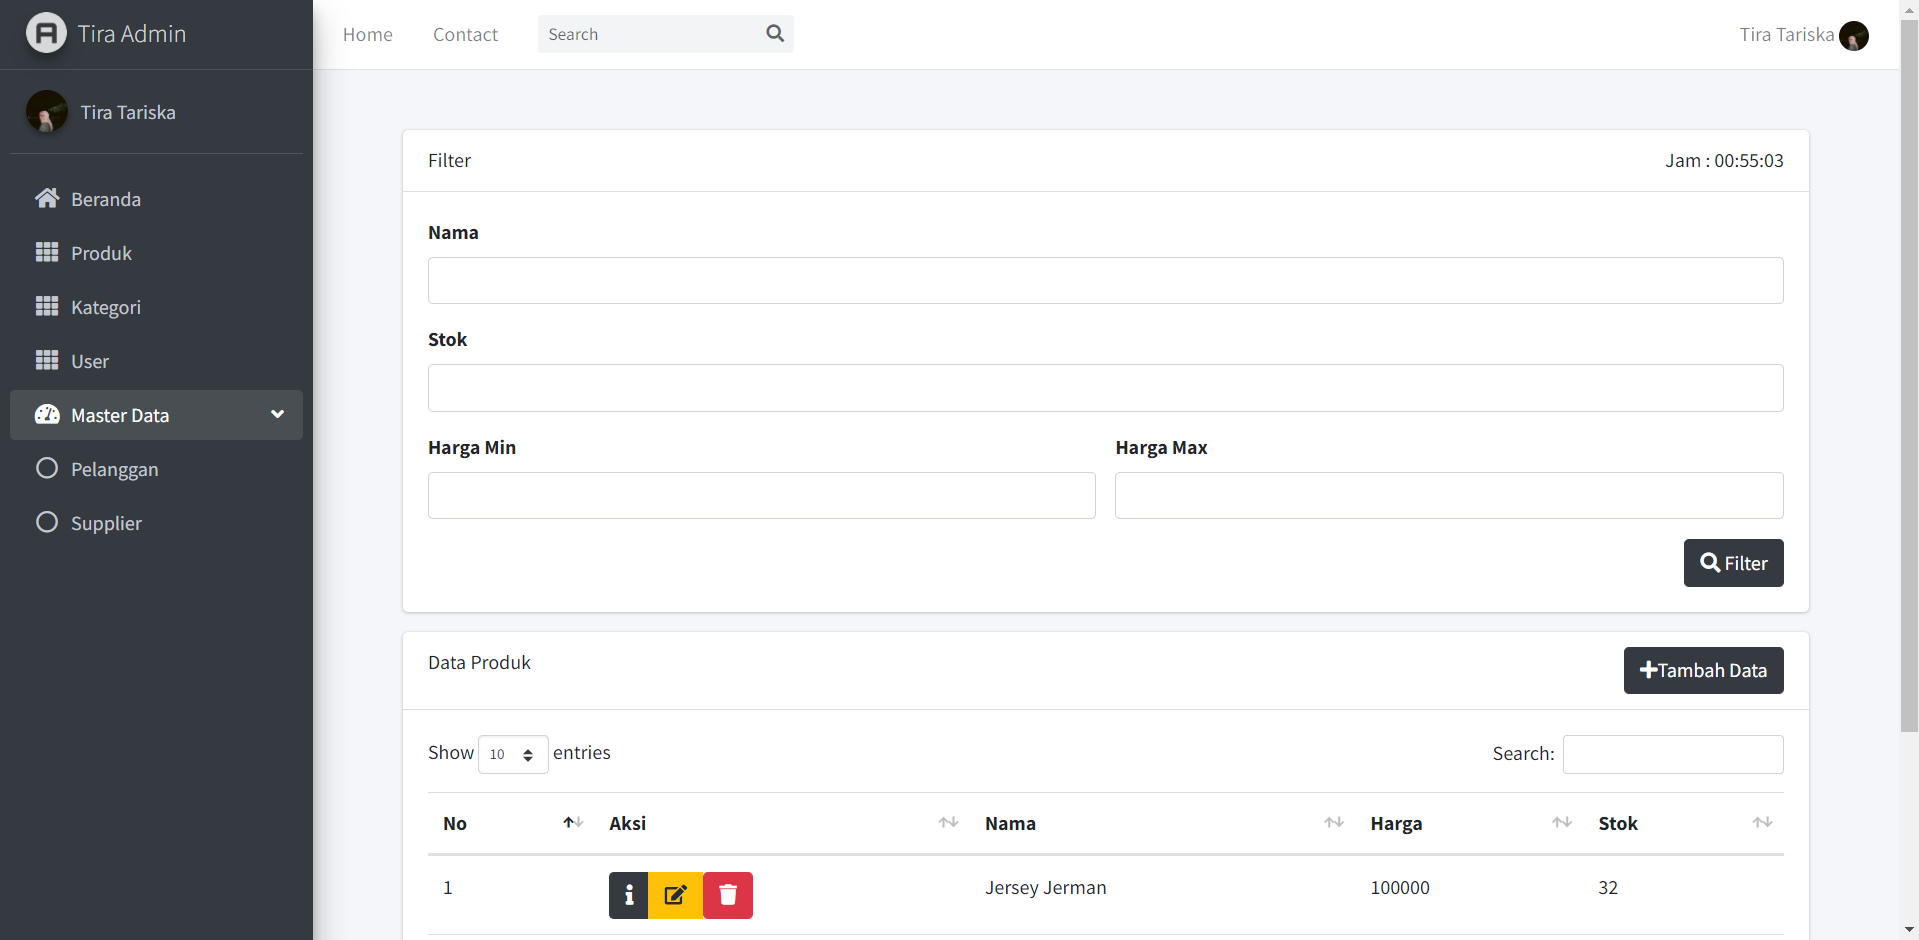 Tira Admin
Home
Contact
Search
Tira Tariska
Tira Tariska
Beranda
Produk
Kategori
User
Master Data
Pelanggan
Supplier
Filter
Jam : 00:55:03
Nama
Stok
Harga Min
Harga Max
Filter
Data Produk
Tambah Data
Show 10 entries
Search:
No Aksi Nama Harga Stok
1 Jersey Jerman 100000 32